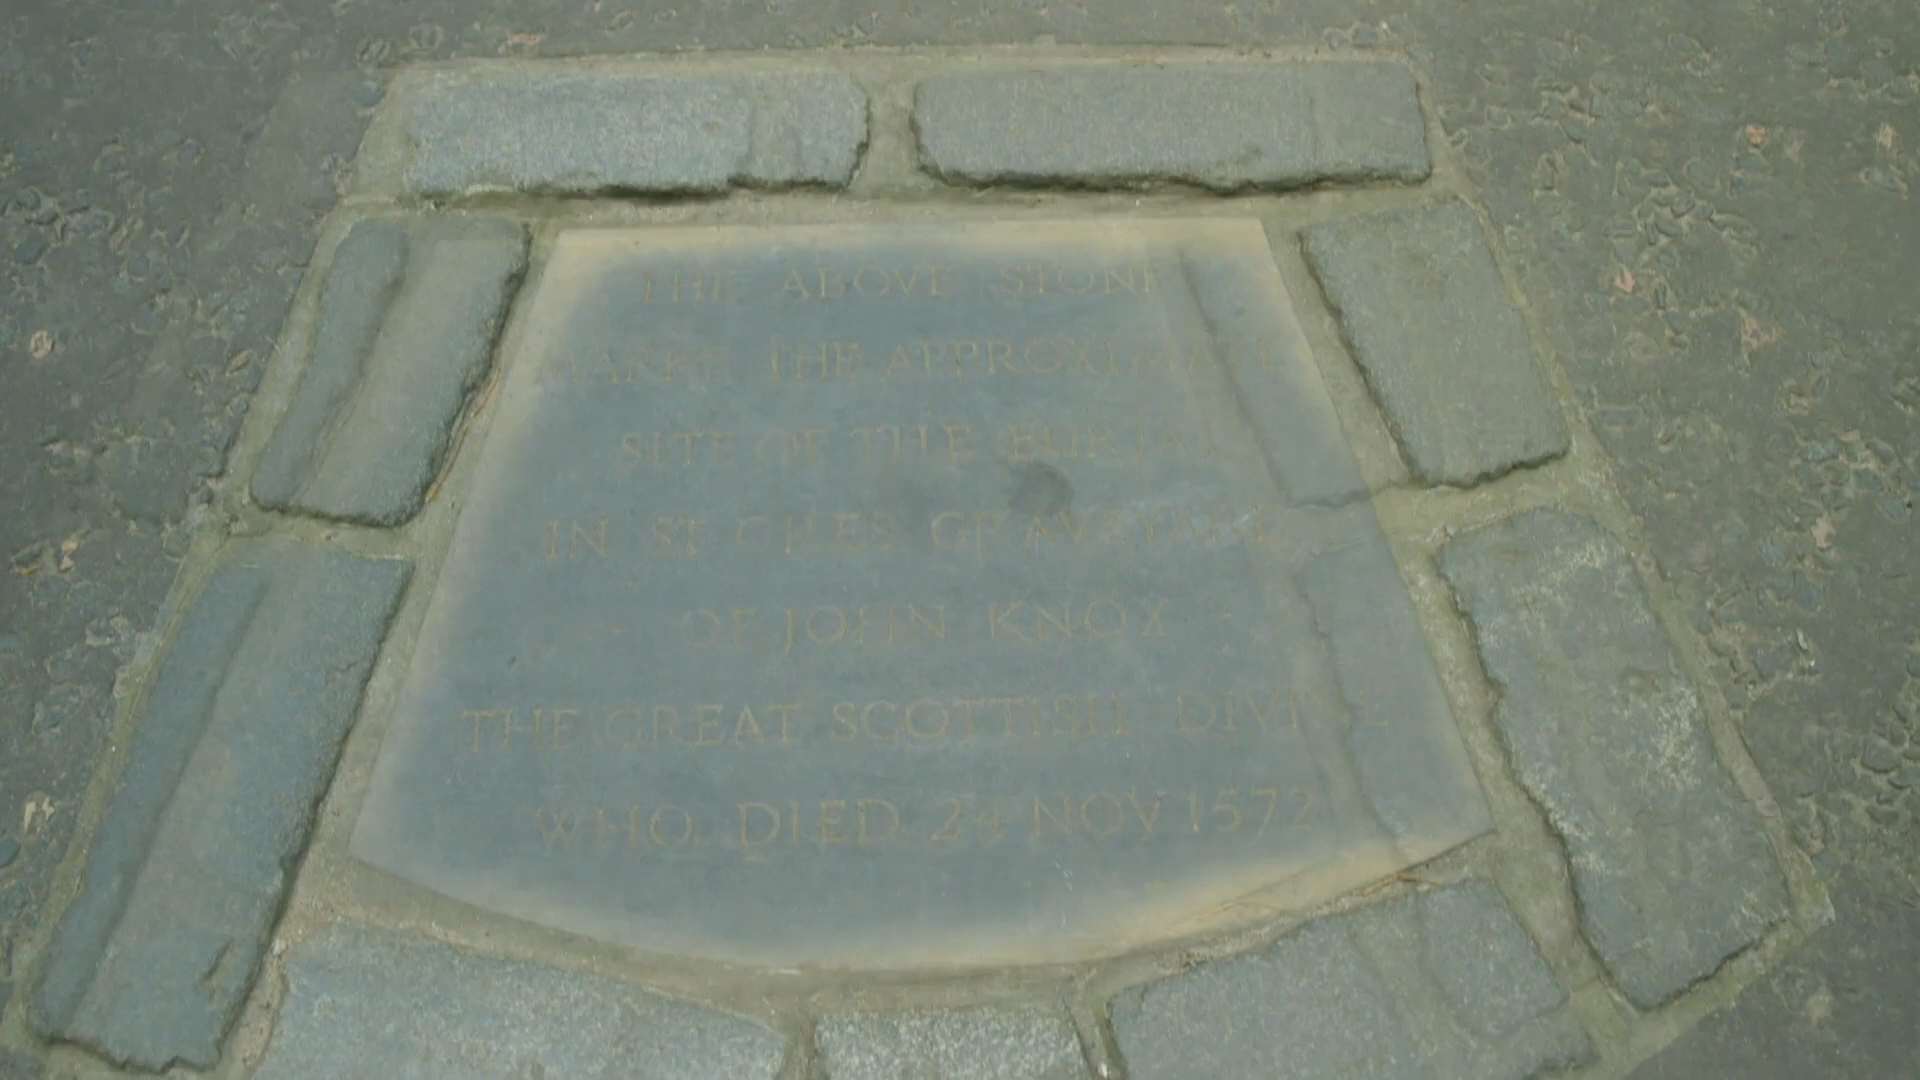 THE ABOVE STONE
MARKS THE APPROXIMATE
SITE OF THE BURIAL
IN ST GILES GRAVEYARD
OF JOHN KNOX
THE GREAT SCOTTISH DIVINE
WHO DIED 24 NOV 1572